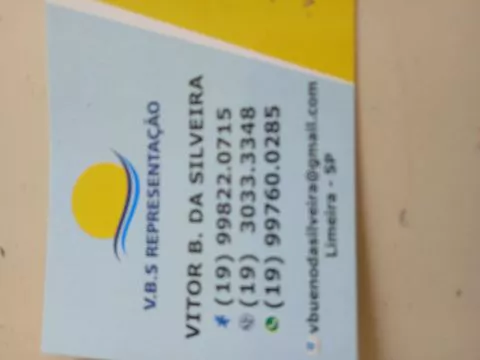 V.B.S REPRESENTAÇÃO
VITOR B. DA SILVEIRA
(19) 99822.0715
(19) 3033.3348
(19) 99760.0285
vbuenodasilveira@gmail.com
Limeira - SP